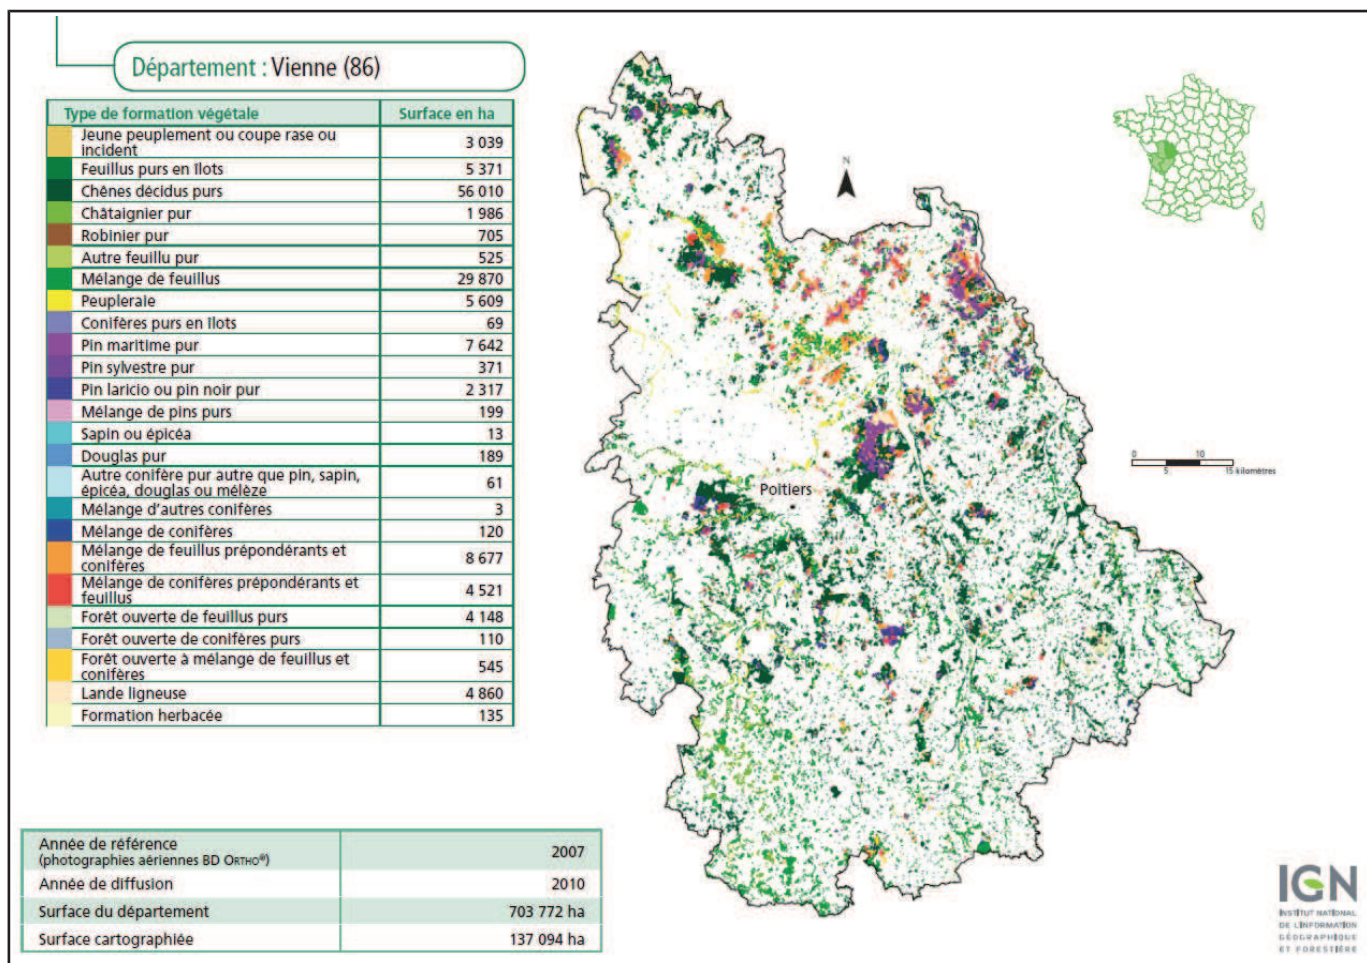 Département : Vienne (86)
Type de formation végétale Surface en ha
Jeune peuplement ou coupe rase ou
incident 3 039
Feuillus purs en îlots 5 371
Chênes décidus purs 56 010
Châtaignier pur 1 986
Robinier pur 705
Autre feuillu pur 525
Mélange de feuillus 29 870
Peupleraie 5 609
Conifères purs en îlots 69
Pin maritime pur 7 642
Pin sylvestre pur 371
Pin laricio ou pin noir pur 2 317
Mélange de pins purs 199
Sapin ou épicéa 13
Douglas pur 189
Autre conifère pur autre que pin, sapin,
épicéa, douglas ou mélèze 61
Mélange d'autres conifères 3
Mélange de conifères 120
Mélange de feuillus prépondérants et
conifères 8 677
Mélange de conifères prépondérants et
feuillus 4 521
Forêt ouverte de feuillus purs 4 148
Forêt ouverte de conifères purs 110
Forêt ouverte à mélange de feuillus et
conifères 545
Lande ligneuse 4 860
Formation herbacée 135
N
Poitiers
0 10
5 15 kilomètres
Année de référence
(photographies aériennes BD ORTHO®) 2007
Année de diffusion 2010
Surface du département 703 772 ha
Surface cartographiée 137 094 ha
IGN
INSTITUT NATIONAL
DE L'INFORMATION
GÉOGRAPHIQUE
ET FORESTIÈRE